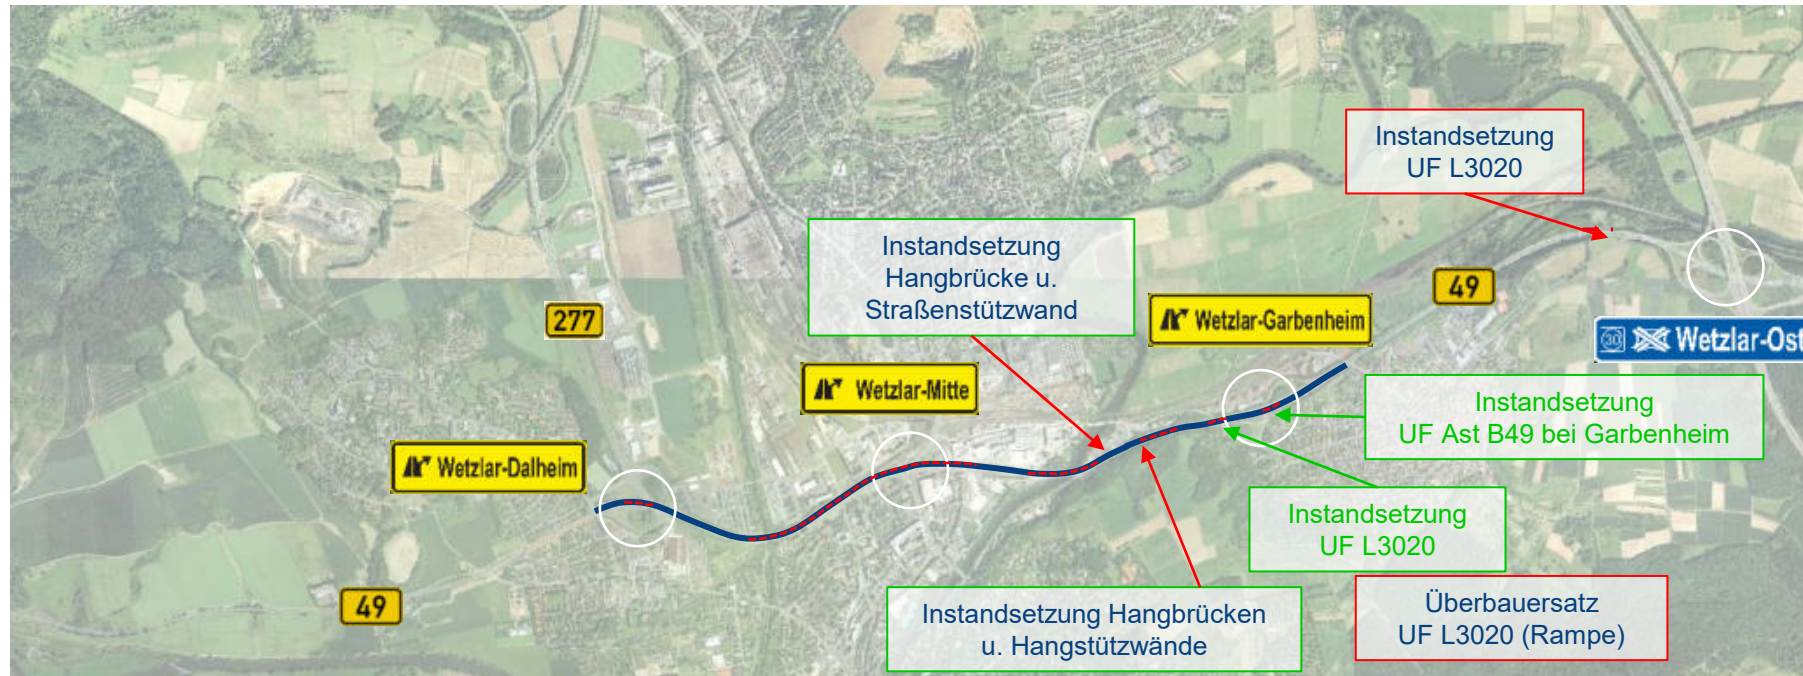 Instandsetzung
UF L3020
Instandsetzung
Hangbrücke u.
Straßenstützwand
49
277
Wetzlar-Garbenheim
30 Wetzlar-Ost
Wetzlar-Mitte
Instandsetzung
UF Ast B49 bei Garbenheim
Wetzlar-Dalheim
Instandsetzung
UF L3020
49
Instandsetzung Hangbrücken
u. Hangstützwände
Überbauersatz
UF L3020 (Rampe)